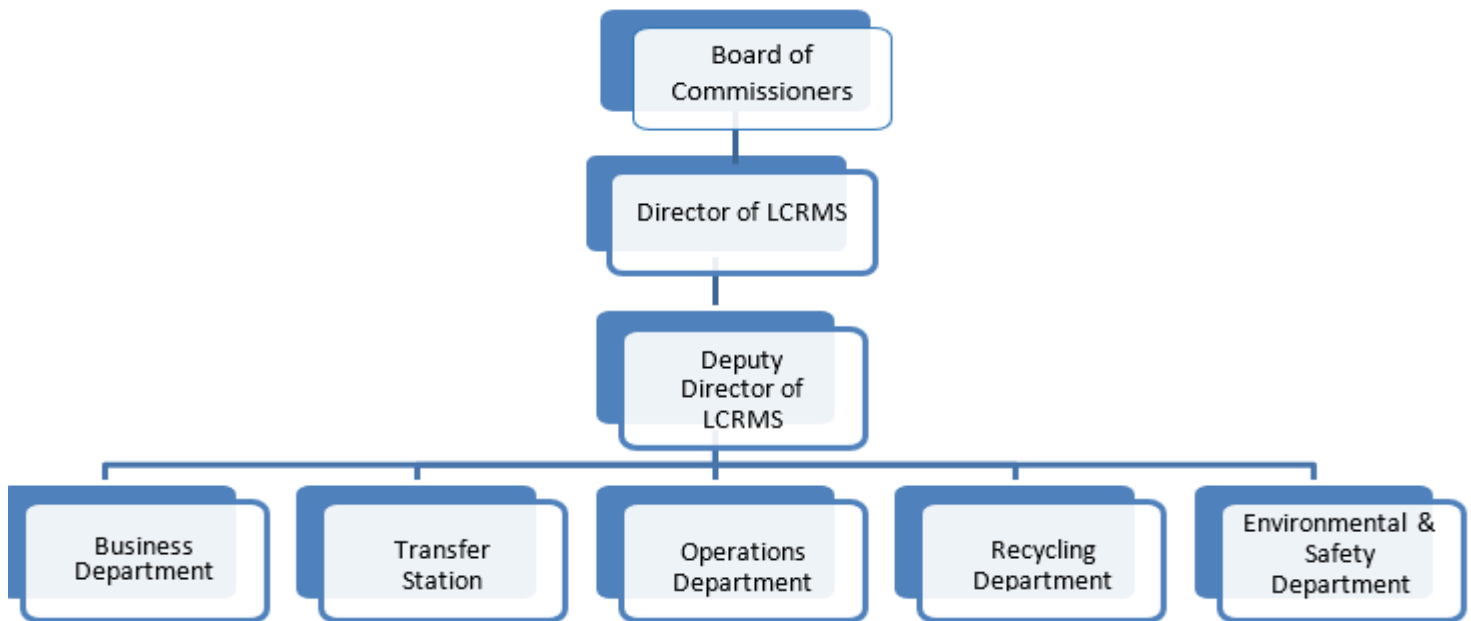 Board of
Commissioners
Director of LCRMS
Deputy
Director of
LCRMS
Business
Department
Transfer
Station
Operations
Department
Recycling
Department
Environmental &
Safety
Department